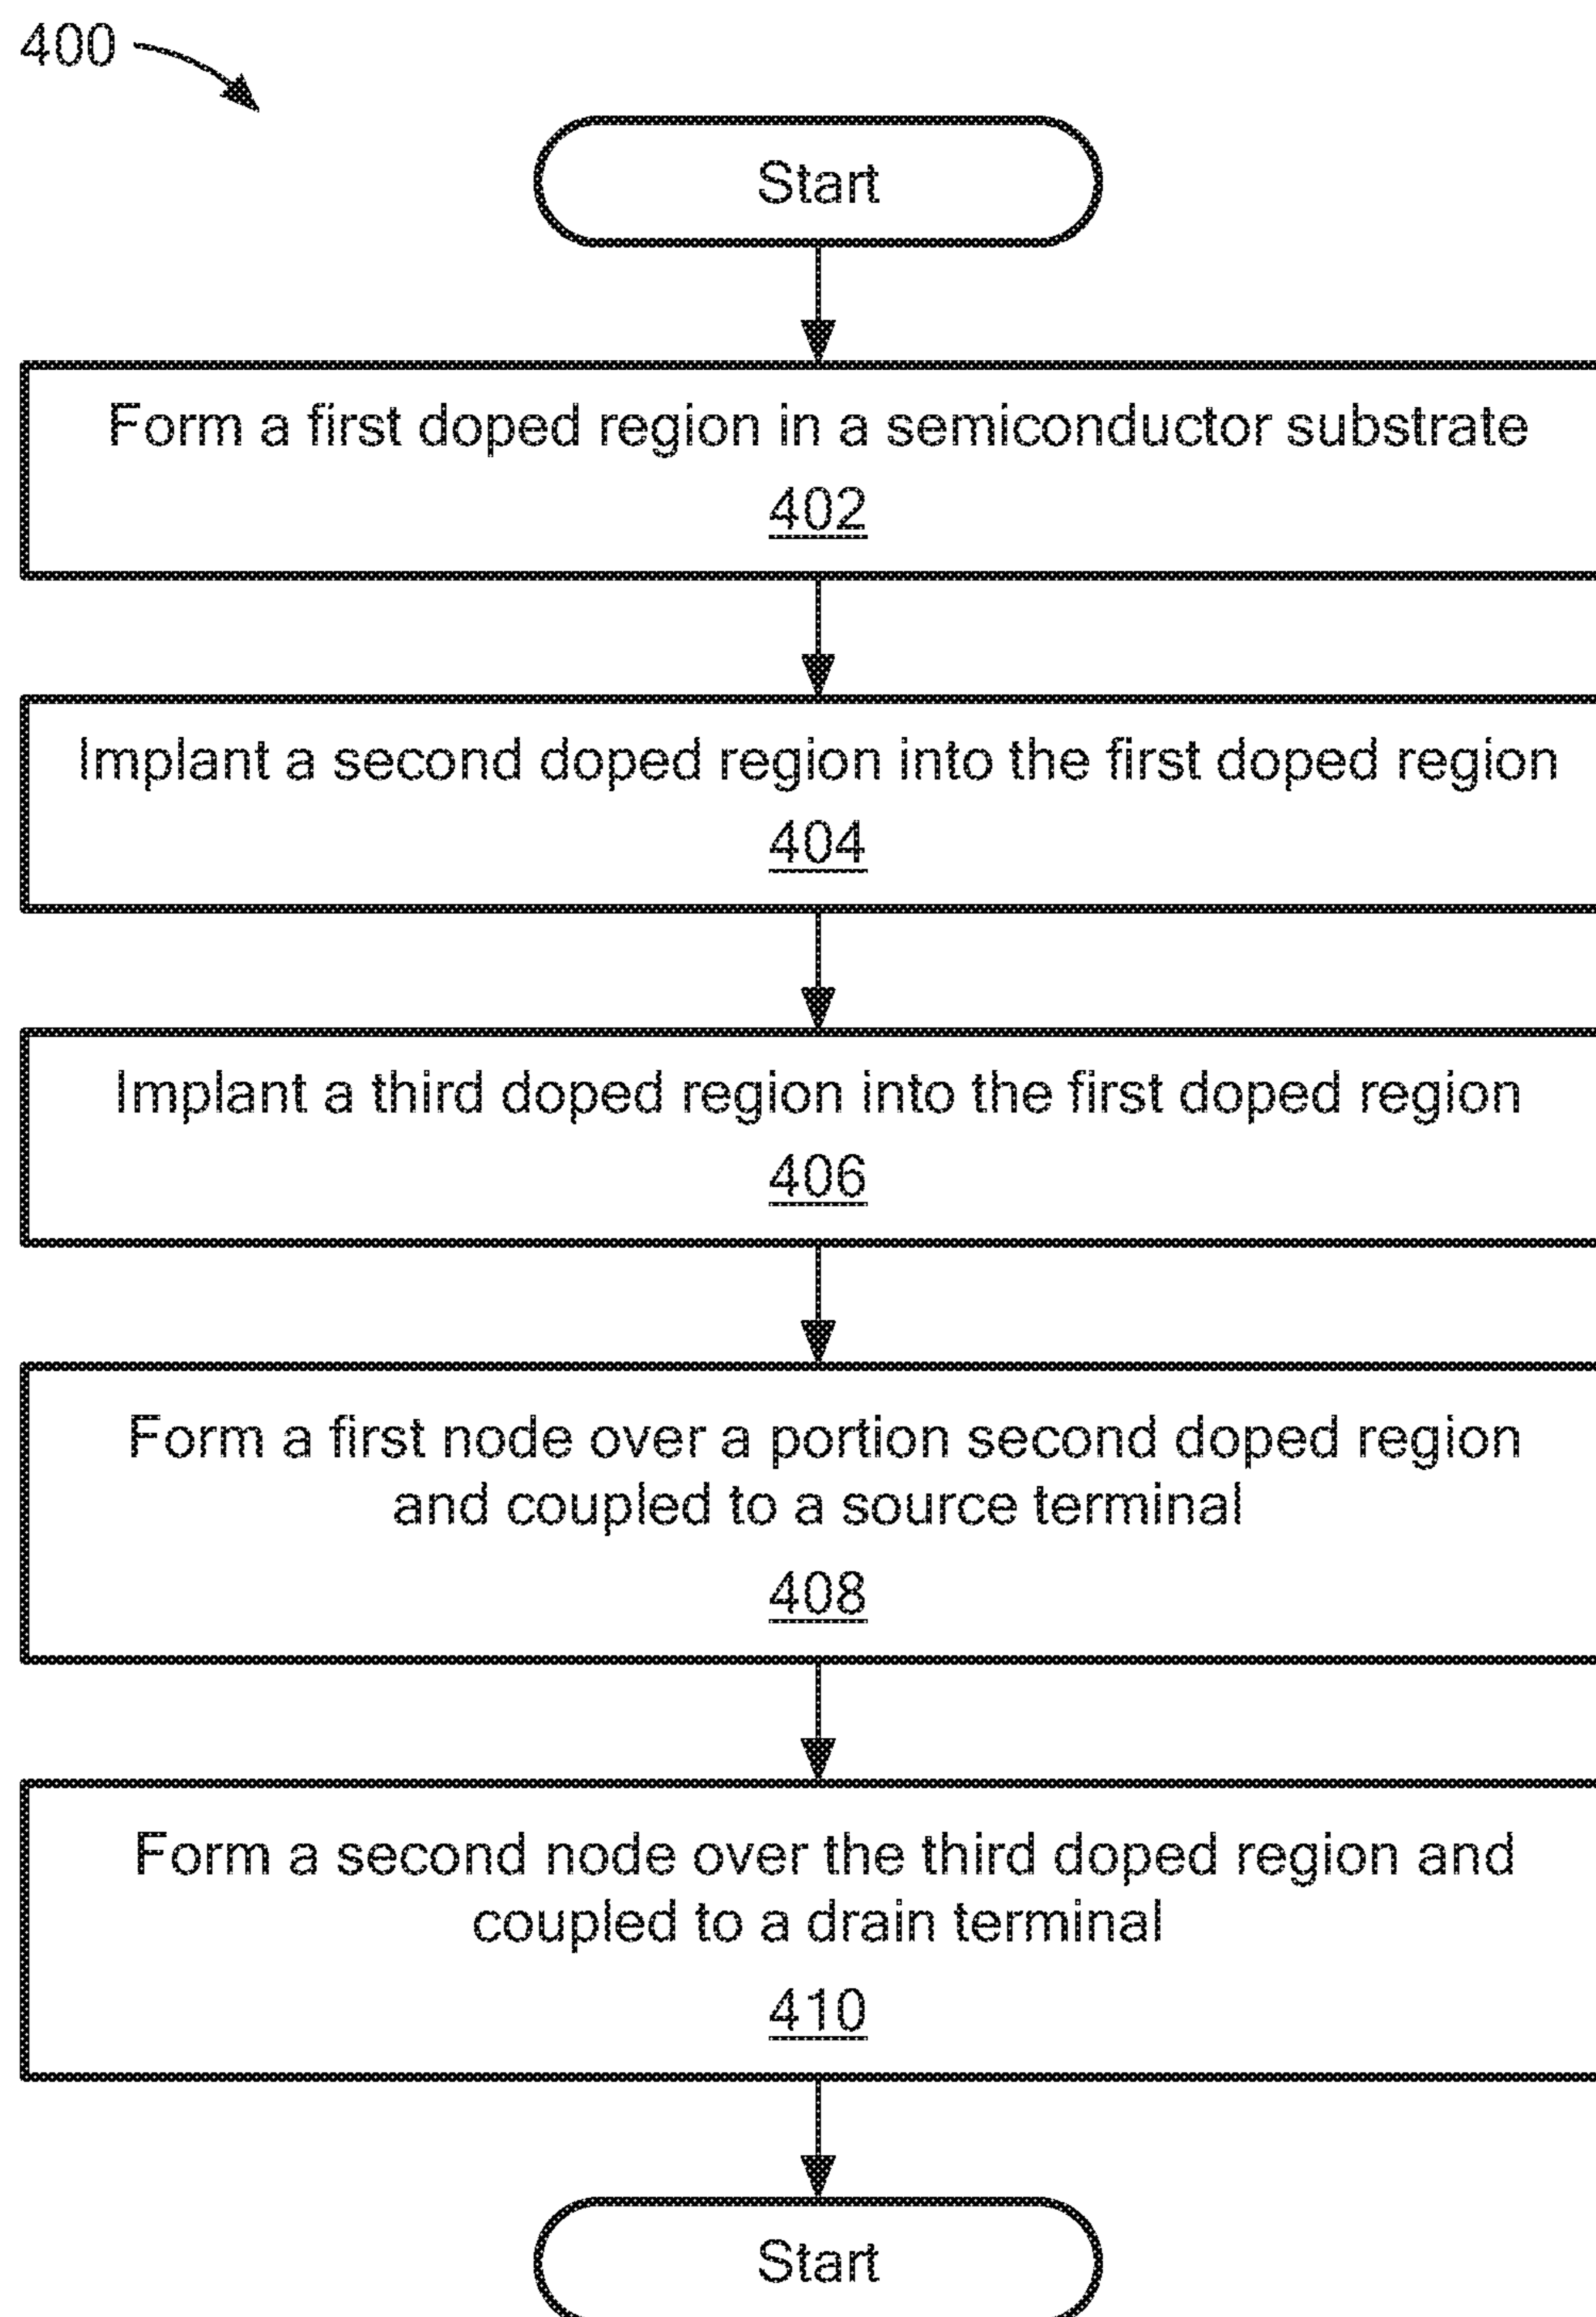 400
Start
Form a first doped region in a semiconductor substrate
402
Implant a second doped region into the first doped region
404
Implant a third doped region into the first doped region
406
Form a first node over a portion second doped region
and coupled to a source terminal
408
Form a second node over the third doped region and
coupled to a drain terminal
410
Start